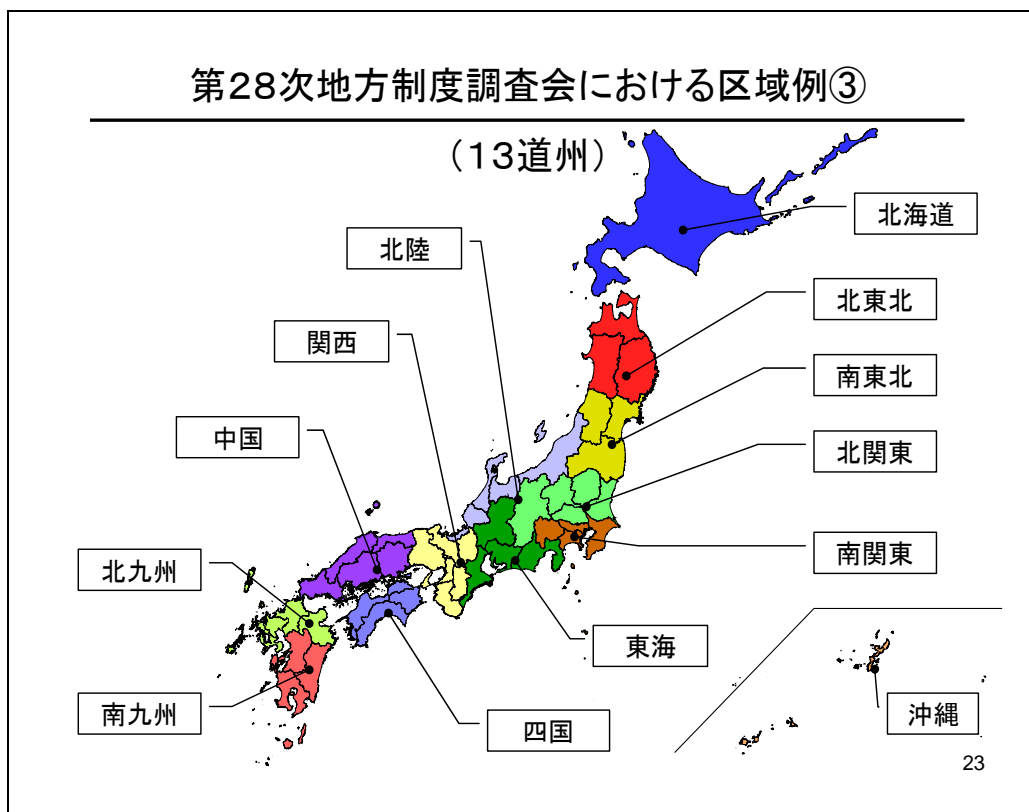 第28次地方制度調査会における区域例③
(13道州)
北海道
北陸
北東北
関西
南東北
中国
北関東
南関東
北九州
東海
南九州
四国
沖縄
23